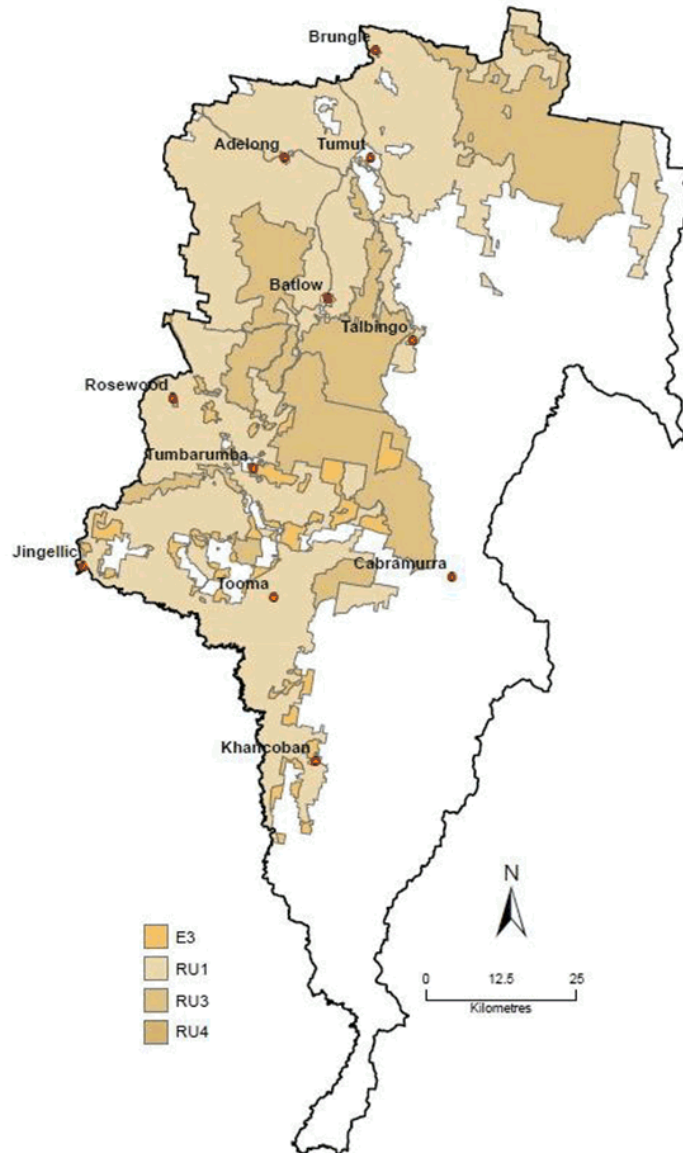 Brungle
Adelong
Tumut
Batlow
Talbingo
Rosewood
Tumbarumba
Jingellic
Cabramurra
Tooma
Khancoban
N
E3
RU1
RU3
RU4
0 12.5 25
Kilometres